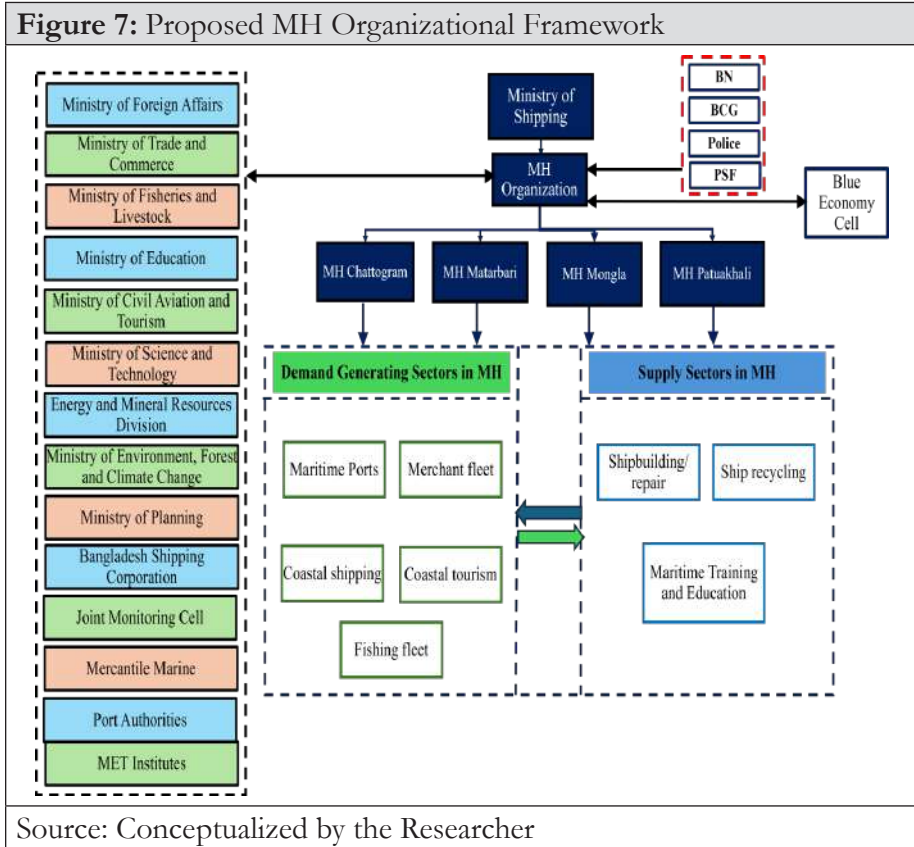 Figure 7: Proposed MH Organizational Framework
Ministry of Foreign Affairs
Ministry of Trade and
Commerce
Ministry of Fisheries and
Livestock
Ministry of Education
Ministry of Civil Aviation and
Tourism
Ministry of Science and
Technology
Energy and Mineral Resources
Division
Ministry of Environment, Forest
and Climate Change
Ministry of Planning
Bangladesh Shipping
Corporation
Joint Monitoring Cell
Mercantile Marine
Port Authorities
MET Institutes
Ministry of
Shipping
MH
Organization
BN
BCG
Police
PSF
Blue
Economy
Cell
MH Chattogram
MH Matarbari
MH Mongla
MH Patuakhali
Demand Generating Sectors in MH
Maritime Ports
Merchant fleet
Coastal shipping
Coastal tourism
Fishing fleet
Supply Sectors in MH
Shipbuilding/
repair
Ship recycling
Maritime Training
and Education
Source: Conceptualized by the Researcher